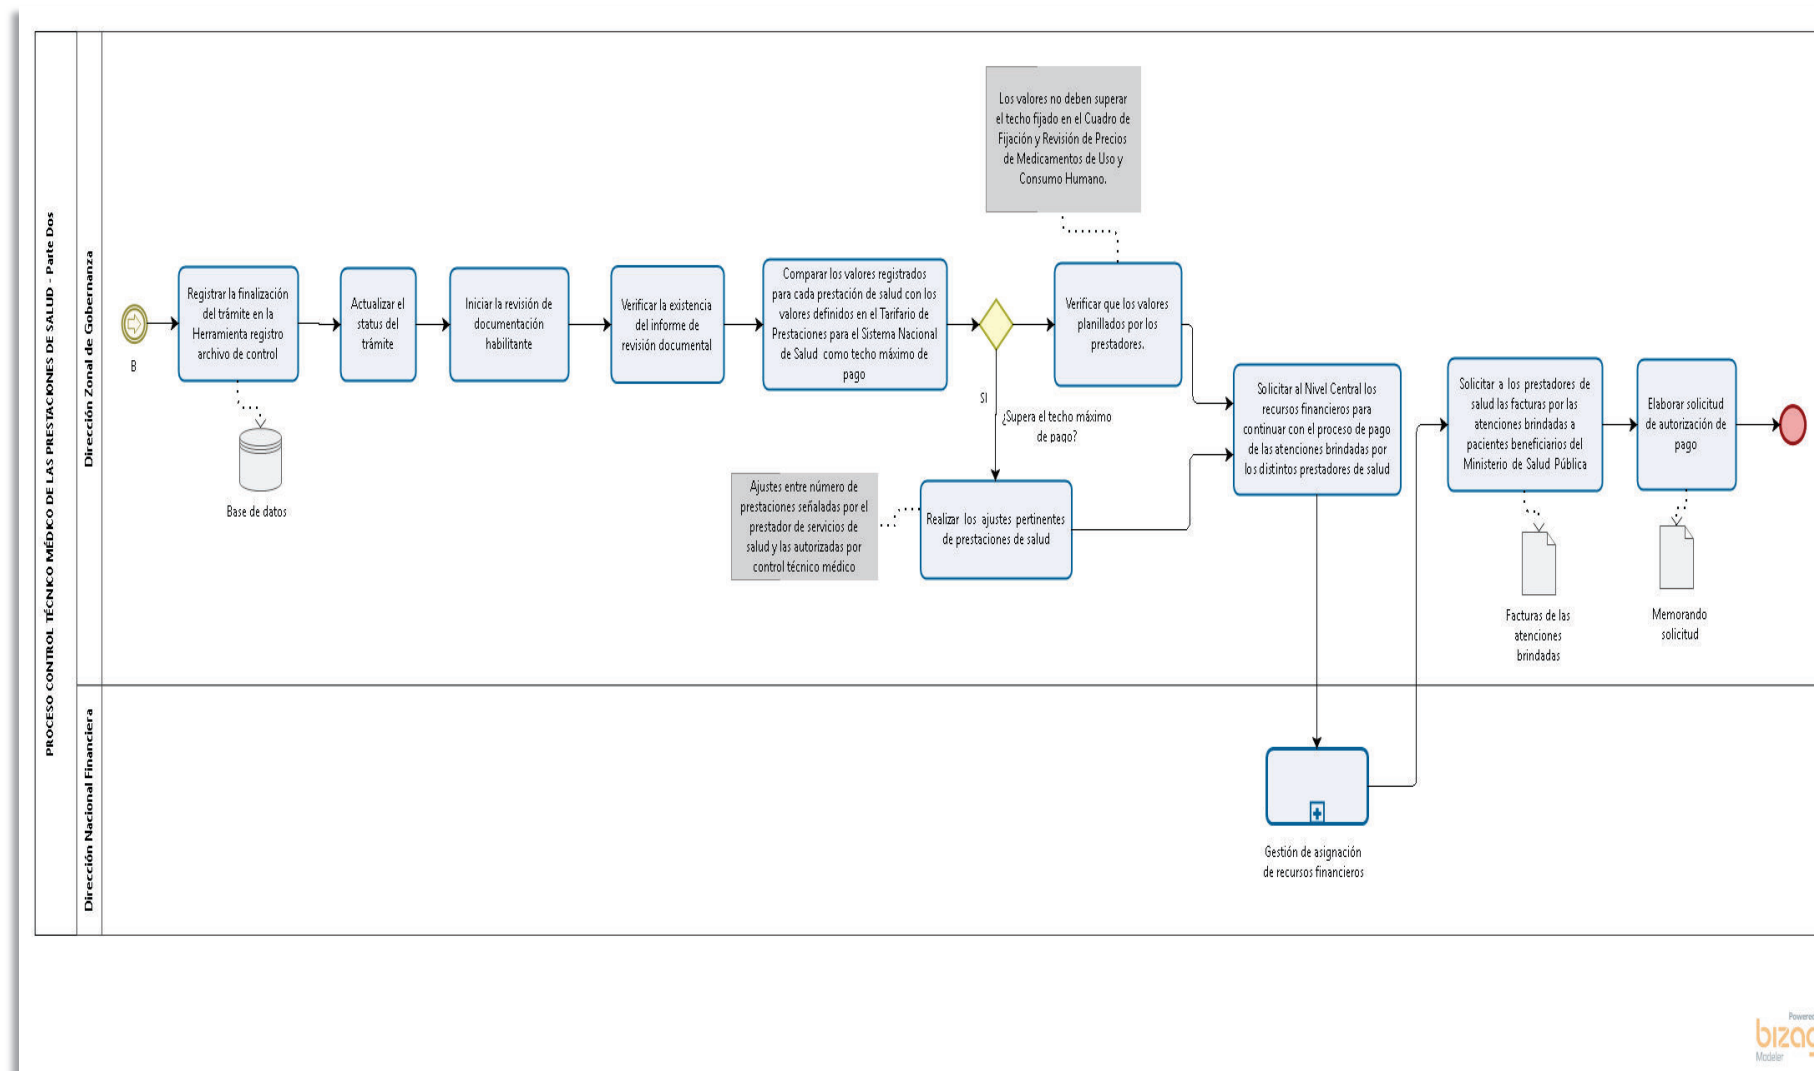 PROCESO CONTROL TÉCNICO MÉDICO DE LAS PRESTACIONES DE SALUD - Parte Dos
Dirección Zonal de Gobernanza
B
Registrar la finalización
del trámite en la
Herramienta registro
archivo de control
Base de datos
Actualizar el
status del
trámite
Iniciar la revisión de
documentación
habilitante
Verificar la existencia
del informe de
revisión documental
Comparar los valores registrados
para cada prestación de salud con los
valores definidos en el Tarifario de
Prestaciones para el Sistema Nacional
de Salud como techo máximo de
pago
SI
¿Supera el techo máximo
de pago?
Los valores no deben superar
el techo fijado en el Cuadro de
Fijación y Revisión de Precios
de Medicamentos de Uso y
Consumo Humano.
Verificar que los valores
planillados por los
prestadores.
Ajustes entre número de
prestaciones señaladas por el
prestador de servicios de
salud y las autorizadas por
control técnico médico
Realizar los ajustes pertinentes
de prestaciones de salud
Solicitar al Nivel Central los
recursos financieros para
continuar con el proceso de pago
de las atenciones brindadas por
los distintos prestadores de salud
Solicitar a los prestadores de
salud las facturas por las
atenciones brindadas a
pacientes beneficiarios del
Ministerio de Salud Pública
Facturas de las
atenciones
brindadas
Elaborar solicitud
de autorización de
pago
Memorando
solicitud
Dirección Nacional Financiera
Gestión de asignación
de recursos financieros
Powered
bizag
Modeler